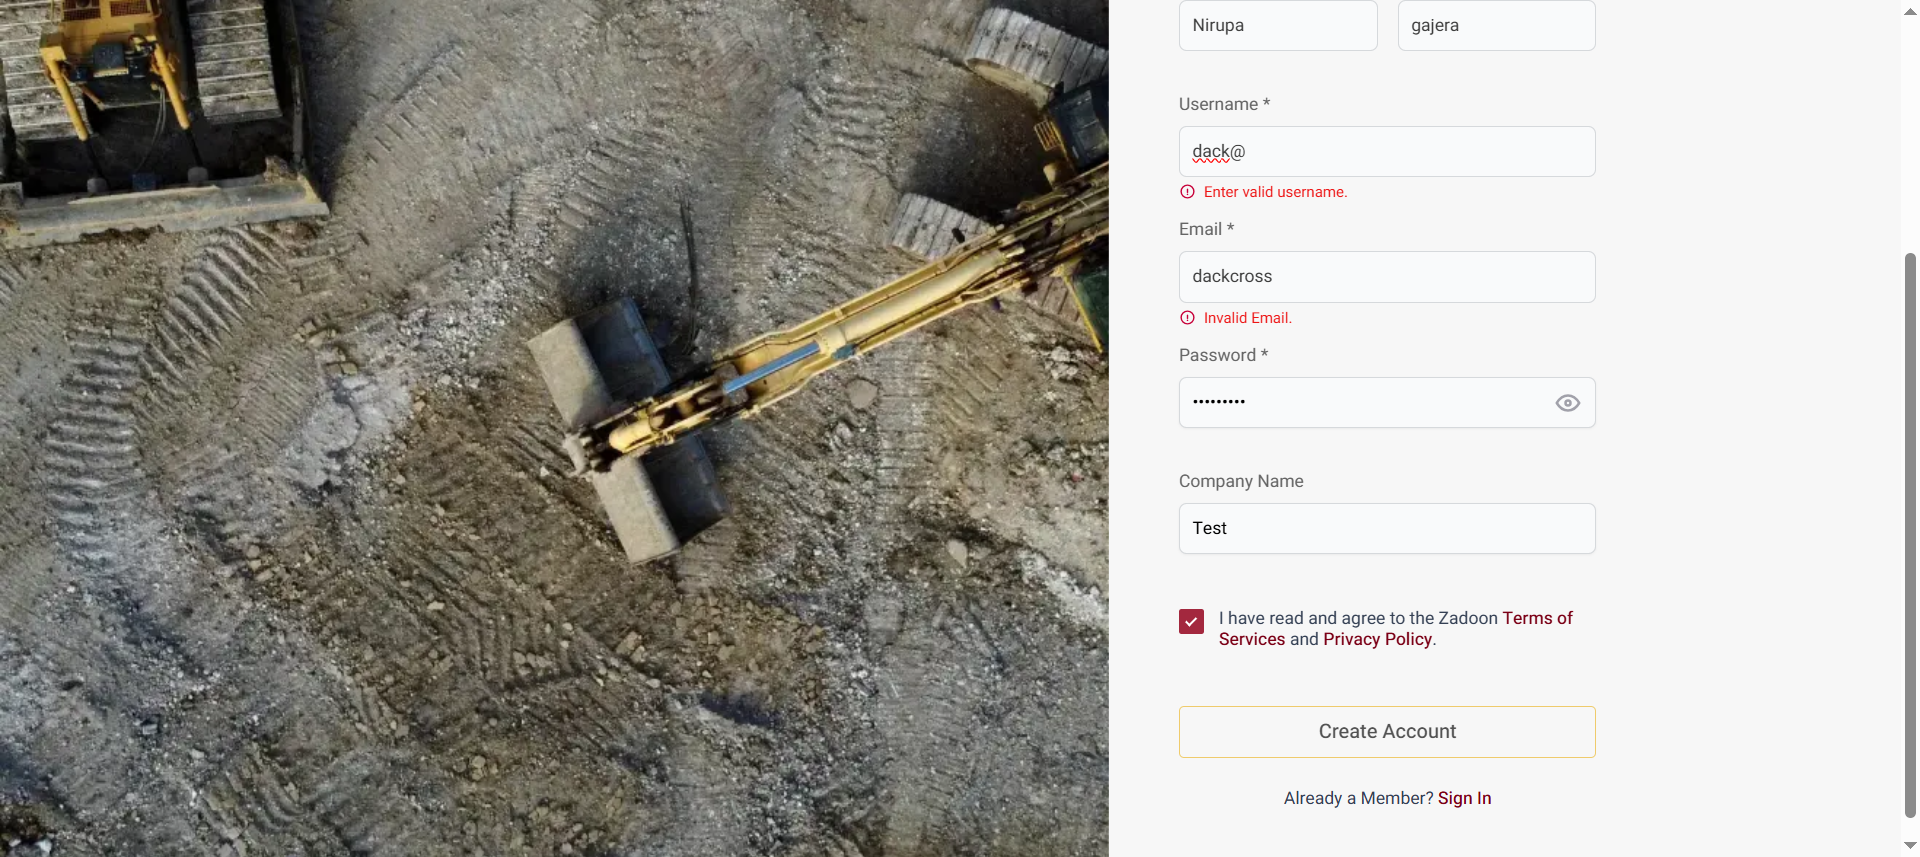 Nirupa gajera
Username *
dack@
Enter valid username.
Email *
dackcross
Invalid Email.
Password *
•••••••••
Company Name
Test
I have read and agree to the Zadoon Terms of
Services and Privacy Policy.
Create Account
Already a Member? Sign In